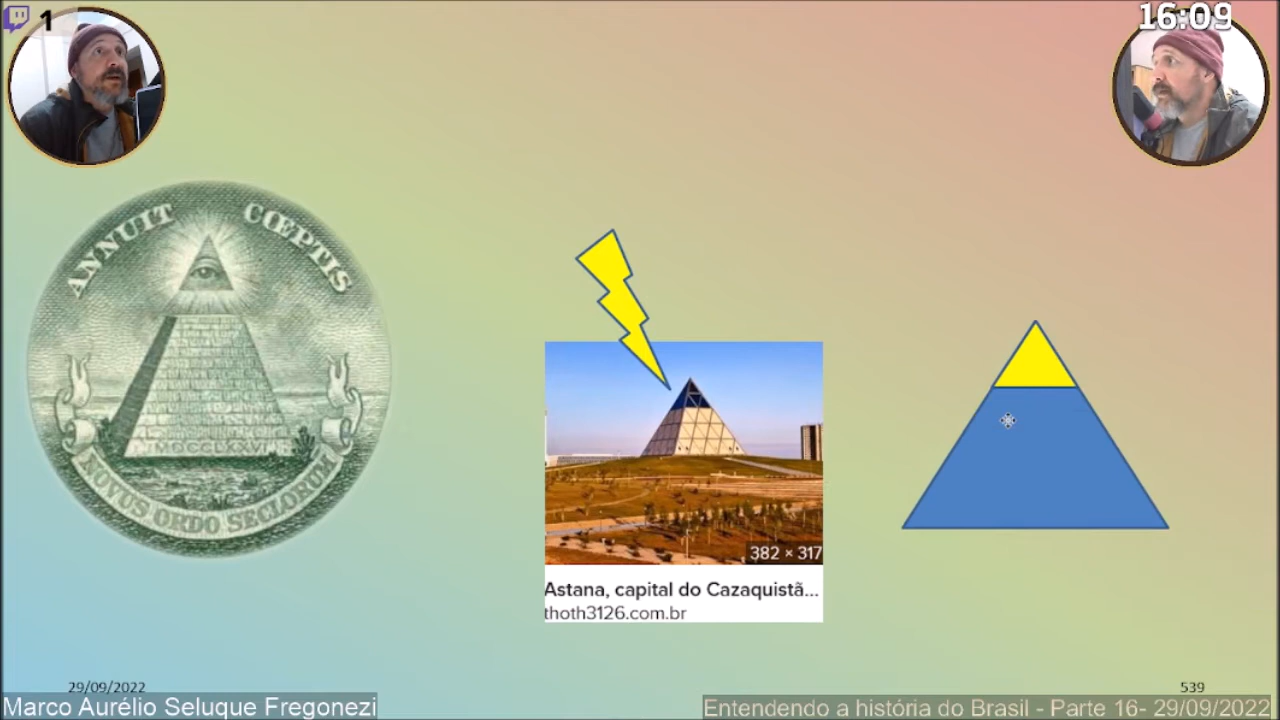 1
16:09
ANNUIT CŒPTIS
MDCCLXXVI
NOVUS ORDO SECLORUM
382 × 317
Astana, capital do Cazaquistã...
thoth3126.com.br
29/09/2022
539
Marco Aurélio Seluque Fregonezi
Entendendo a história do Brasil - Parte 16- 29/09/2022